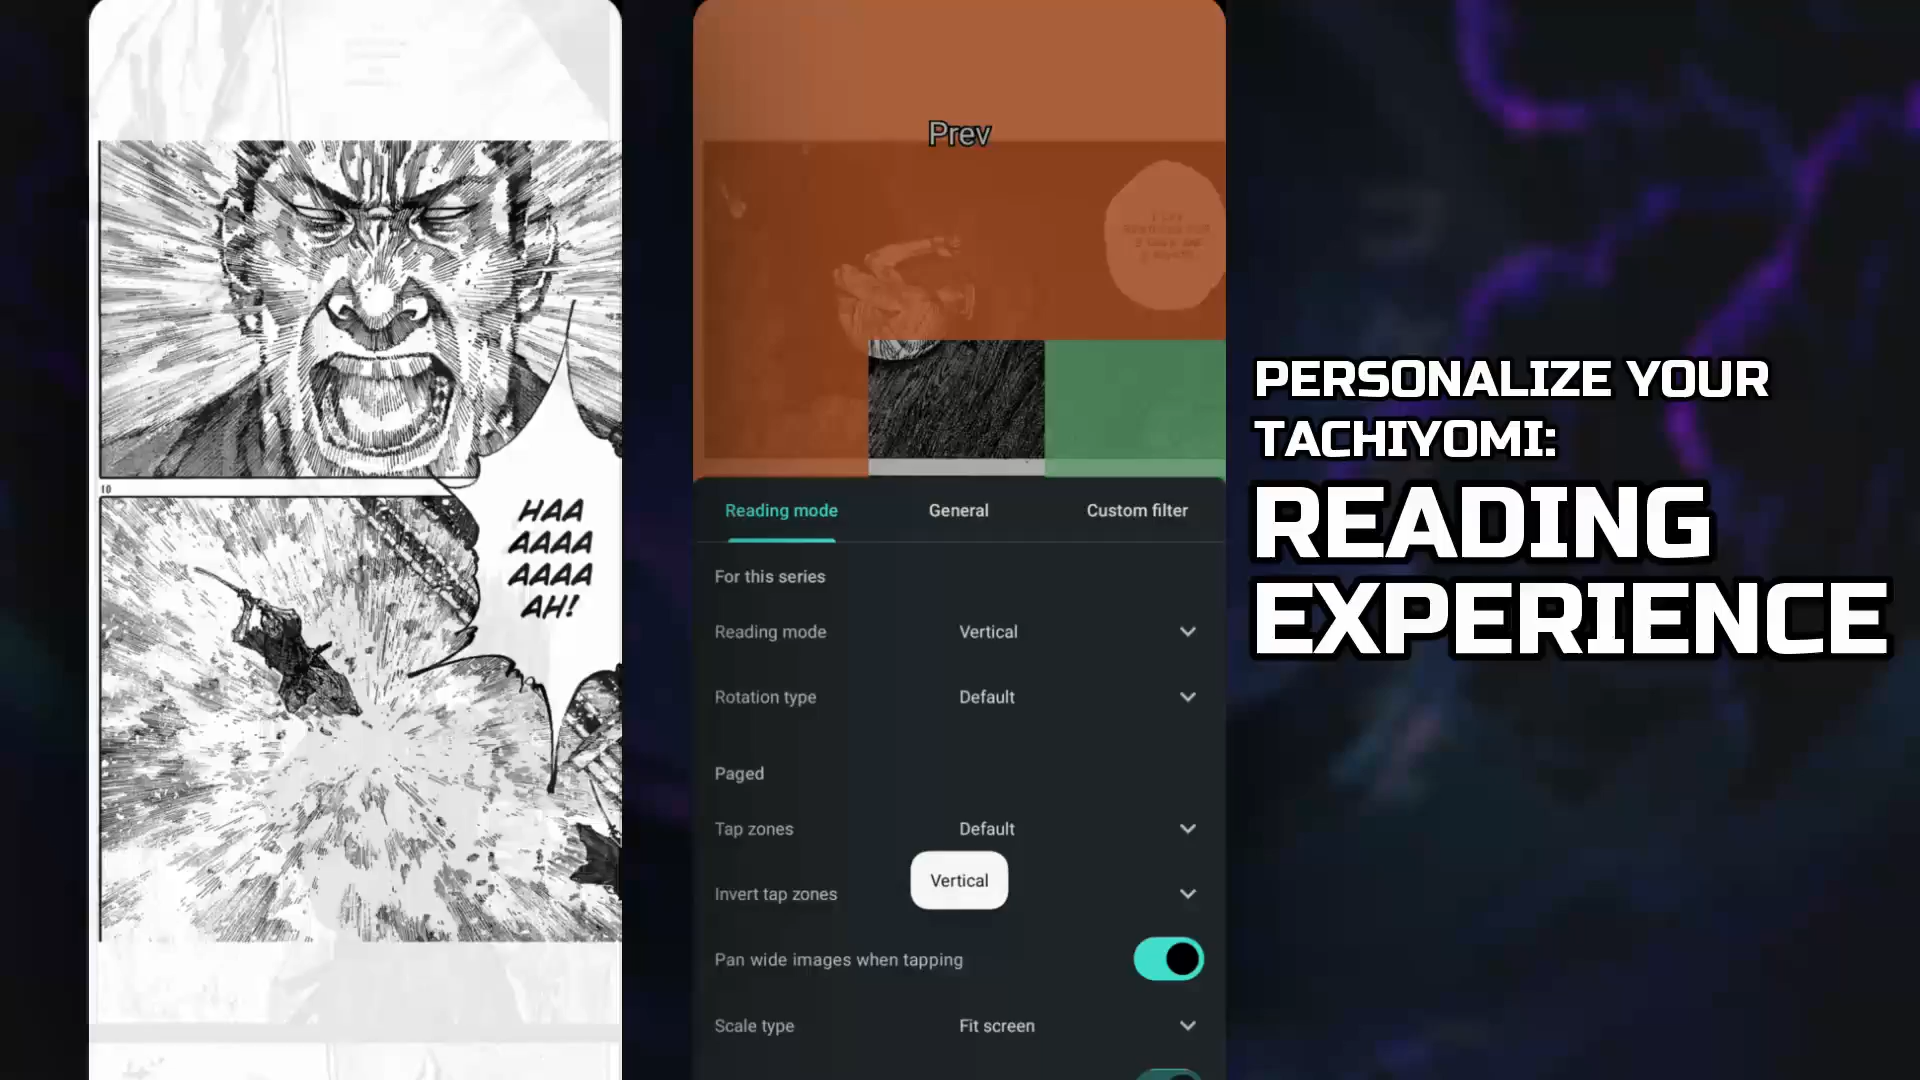 10
HAA
AAAA
AAAA
AH!
Prev
Reading mode
General
Custom filter
For this series
Reading mode
Vertical
Rotation type
Default
Paged
Tap zones
Default
Vertical
Invert tap zones
Pan wide images when tapping
Scale type
Fit screen
PERSONALIZE YOUR
TACHIYOMI:
READING
EXPERIENCE